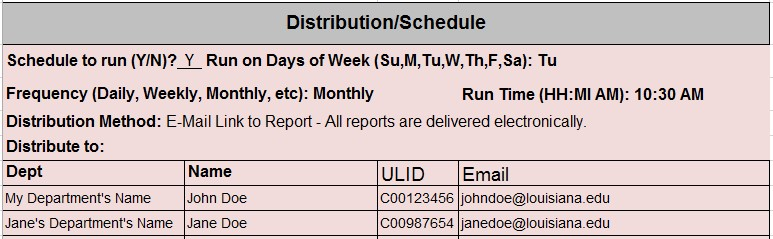 Distribution/Schedule
Schedule to run (Y/N)? Y Run on Days of Week (Su,M,Tu,W,Th,F,Sa): Tu
Frequency (Daily, Weekly, Monthly, etc): Monthly Run Time (HH:MI AM): 10:30 AM
Distribution Method: E-Mail Link to Report - All reports are delivered electronically.
Distribute to:
Dept Name ULID Email
My Department's Name John Doe C00123456 johndoe@louisiana.edu
Jane's Department's Name Jane Doe C00987654 janedoe@louisiana.edu